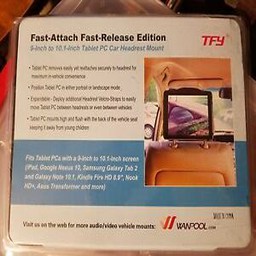 Fast-Attach Fast-Release Edition
TFY
9-Inch to 10.1-Inch Tablet PC Car Headrest Mount
• Tablet PC removes easily yet reattaches securely to headrest for
maximum in-vehicle convenience
• Position Tablet PC in either portrait or landscape mode
• Expandable - Deploy additional Headrest Micro-Straps to easily
move Tablet PC between headrests or even between vehicles
• Tablet PC mounts high and flush with the back of the vehicle seat
keeping it away from young children
Fits Tablet PCs with a 9-inch to 10.1-inch screen
(iPad, Google Nexus 10, Samsung Galaxy Tab 2
and Galaxy Note 10.1, Kindle Fire HD 8.9", Nook
HD+, Asus Transformer and more)
Visit us on the web for more audio/video vehicle mounts:
WANPOOL.COM